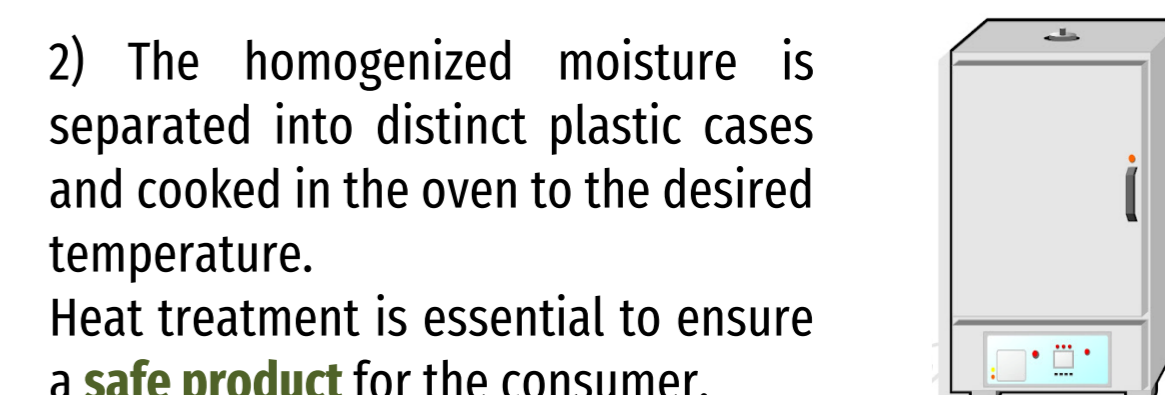 2) The homogenized moisture is
separated into distinct plastic cases
and cooked in the oven to the desired
temperature.
Heat treatment is essential to ensure
a safe product for the consumer.